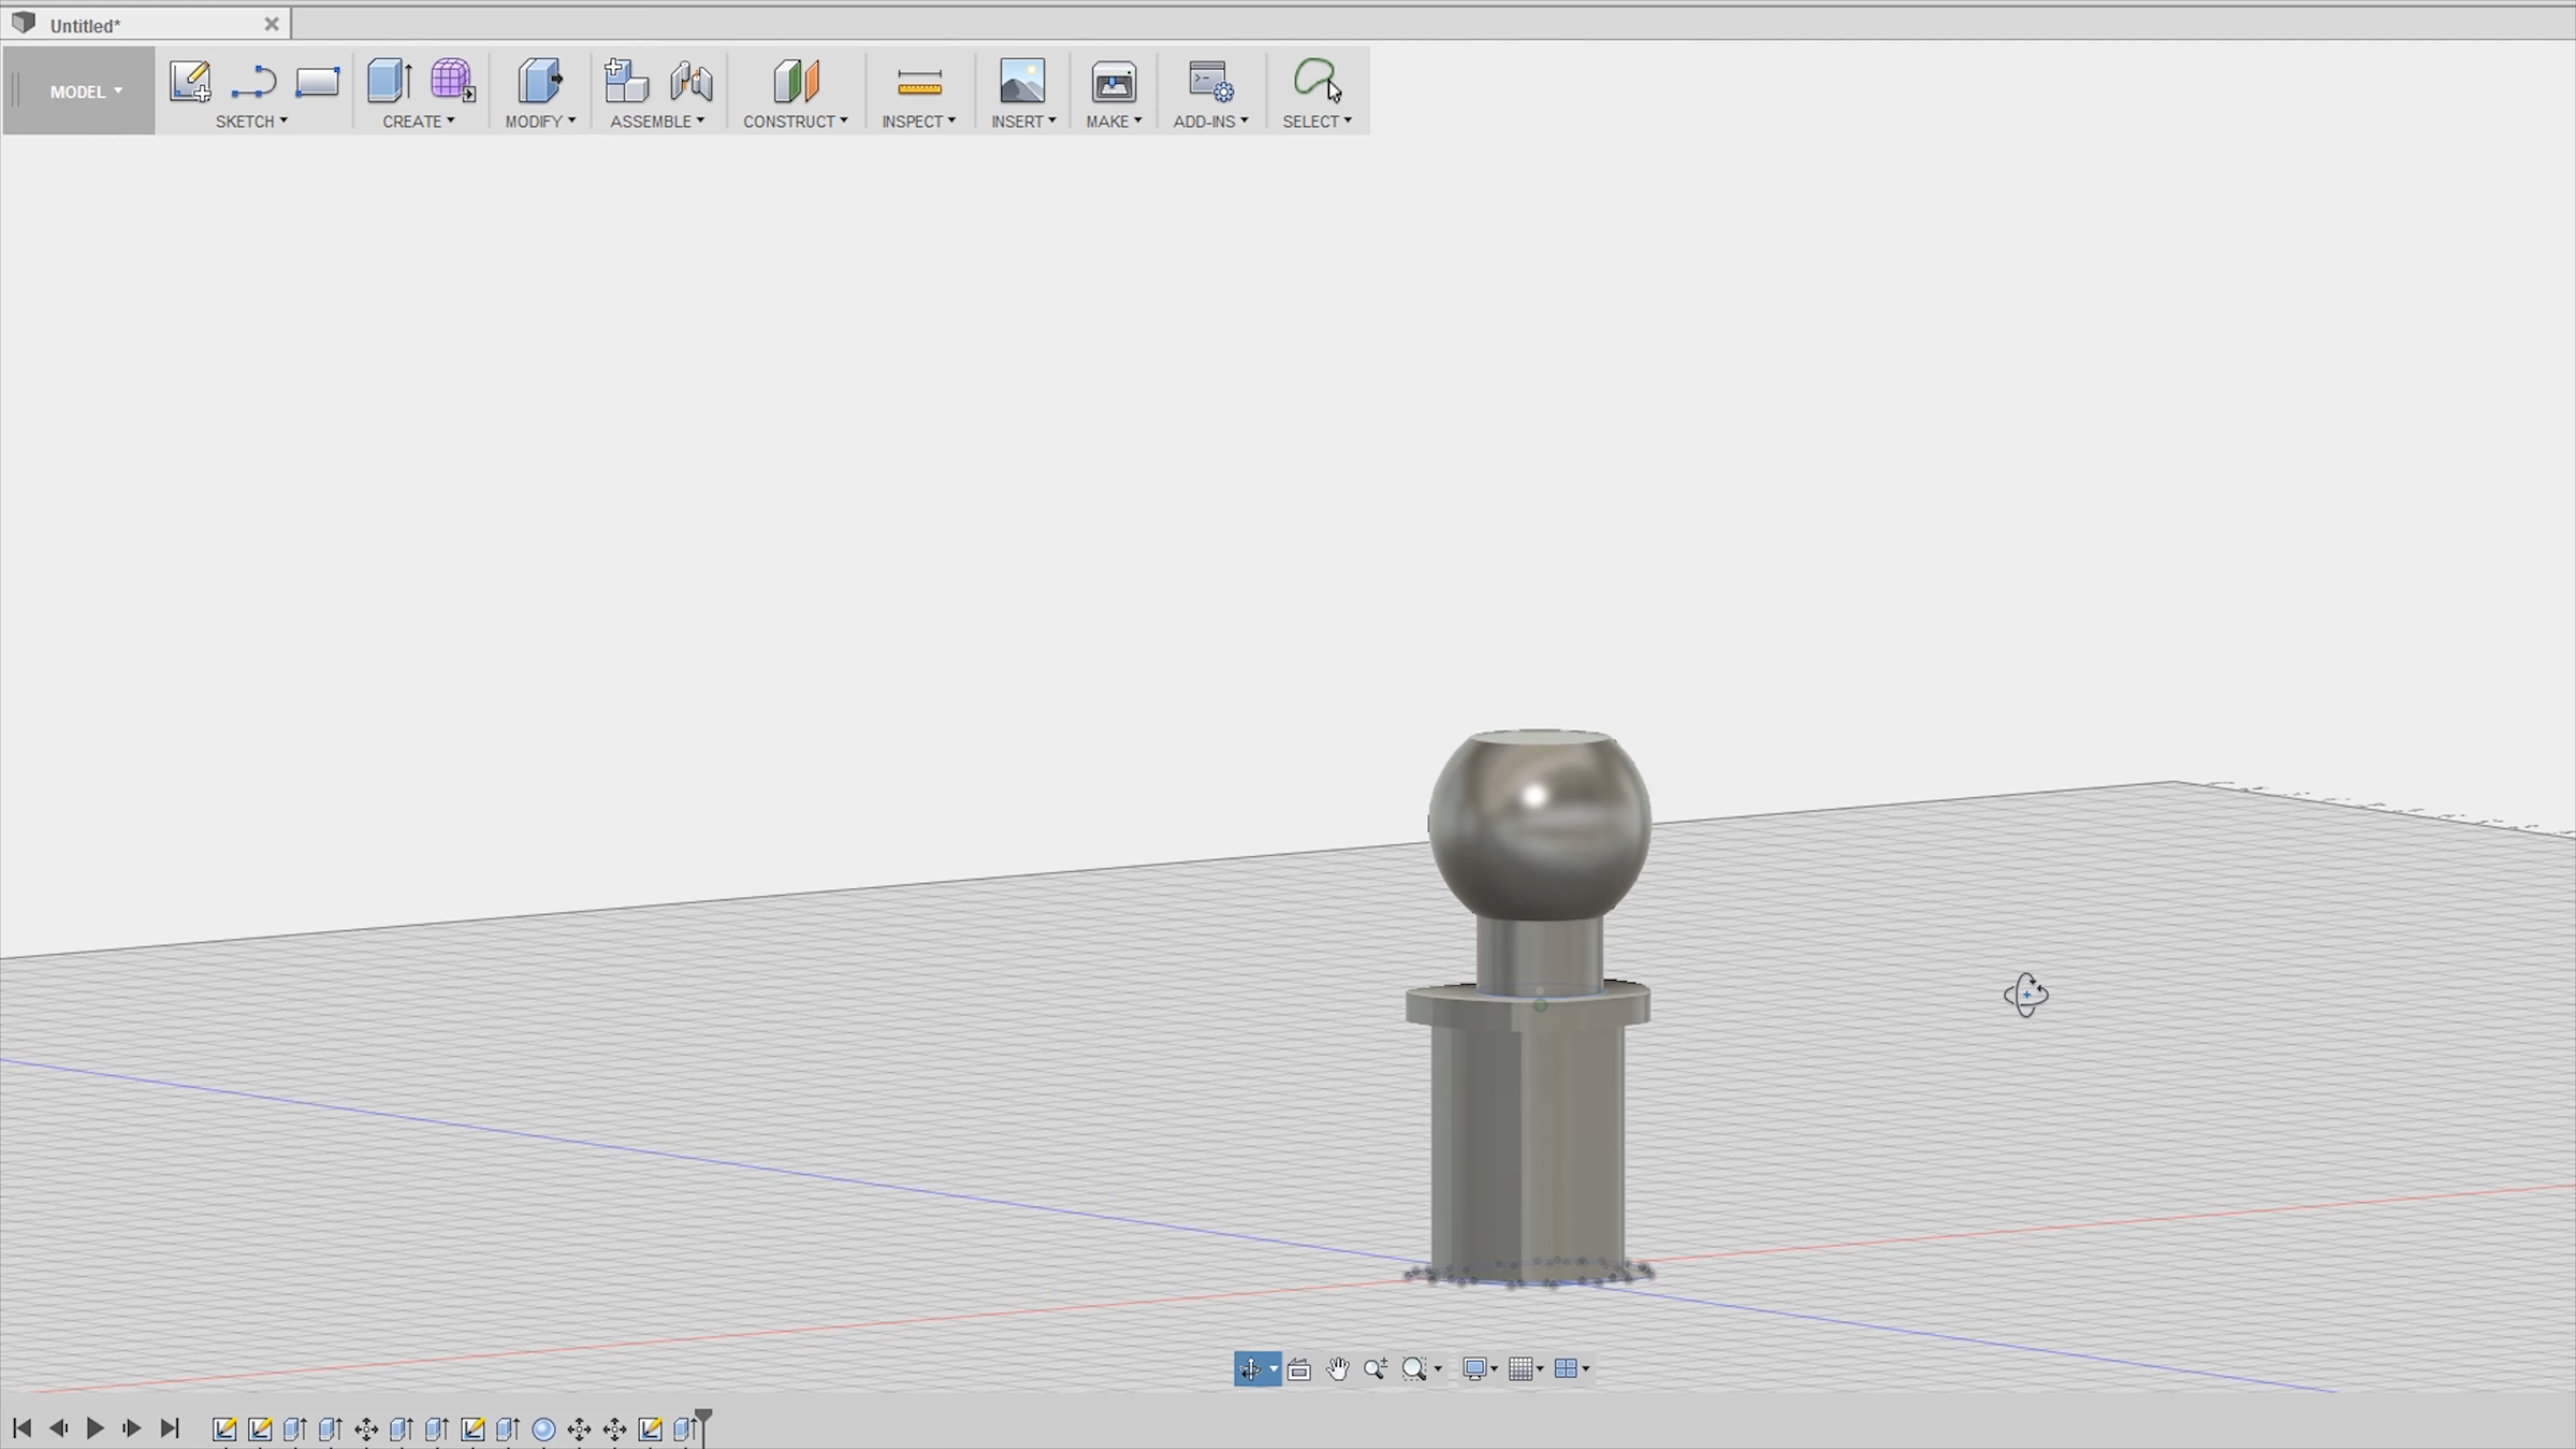 Untitled*
MODEL
SKETCH
CREATE
MODIFY
ASSEMBLE
CONSTRUCT
INSPECT
INSERT
MAKE
ADD-INS
SELECT